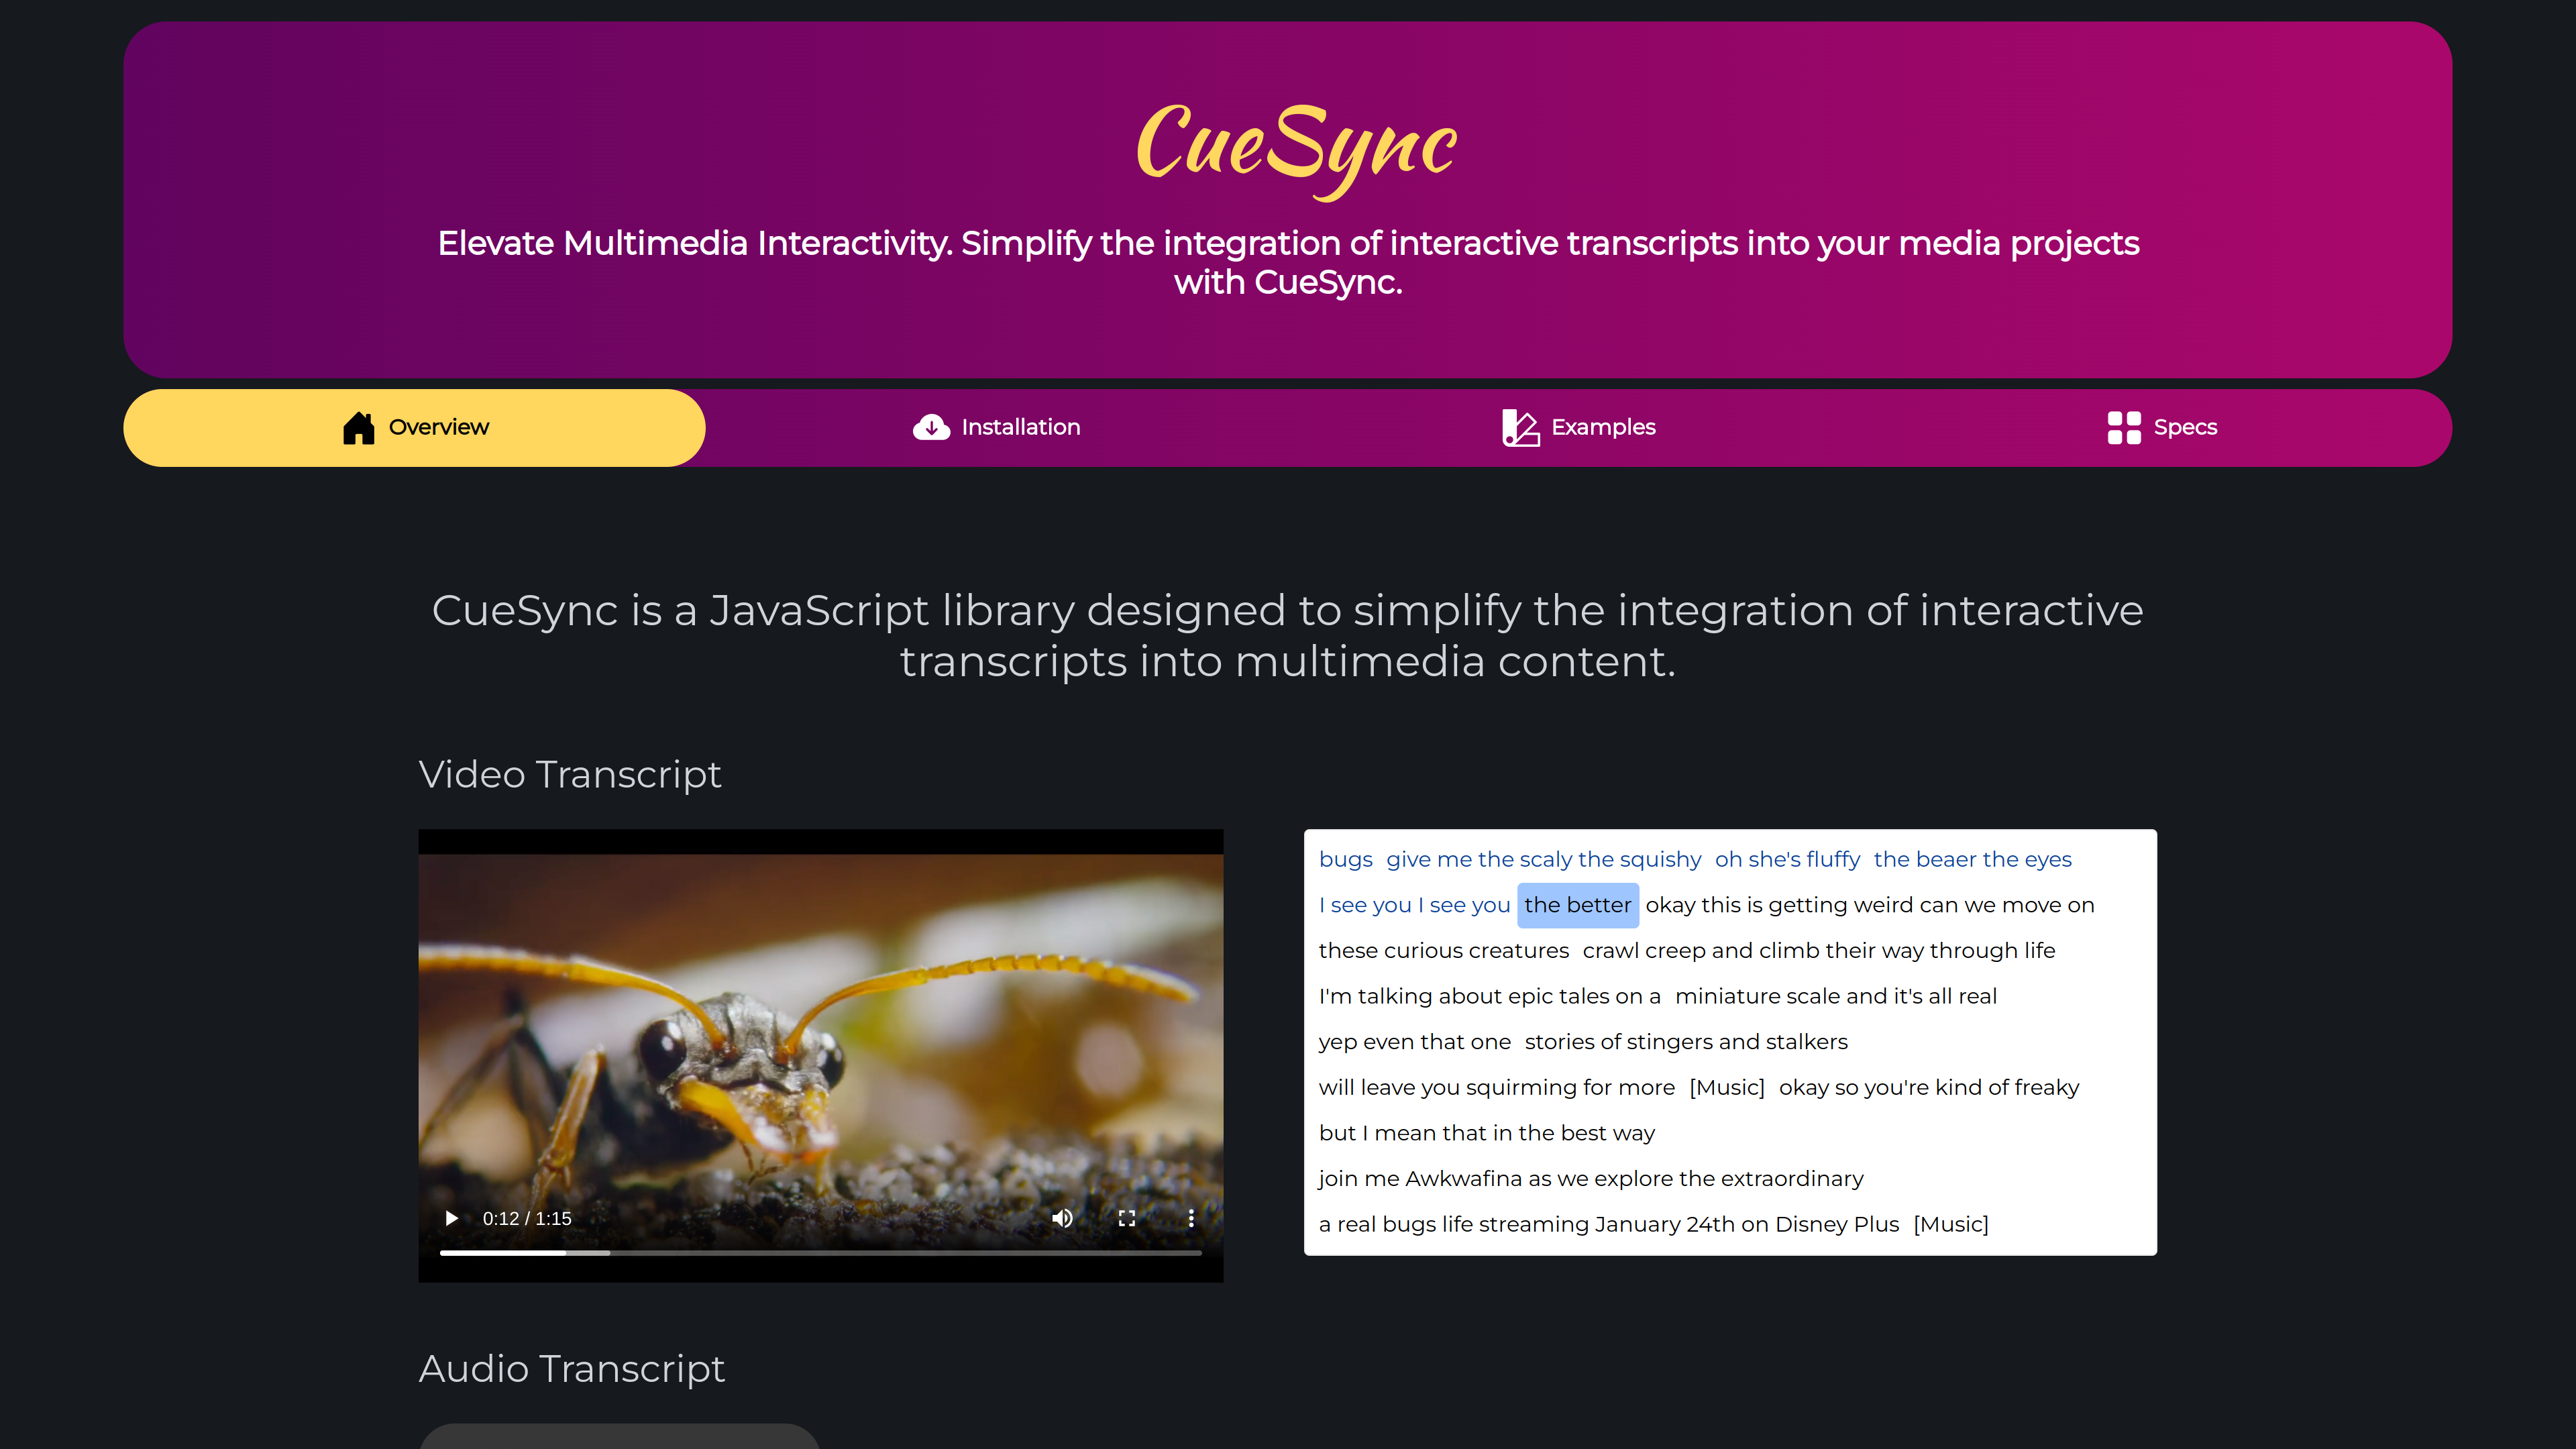 CueSync
Elevate Multimedia Interactivity. Simplify the integration of interactive transcripts into your media projects
with CueSync.
Overview
Installation
Examples
Specs
CueSync is a JavaScript library designed to simplify the integration of interactive
transcripts into multimedia content.
Video Transcript
0:12 / 1:15
bugs give me the scaly the squishy oh she's fluffy the beaer the eyes
I see you I see you the better okay this is getting weird can we move on
these curious creatures crawl creep and climb their way through life
I'm talking about epic tales on a miniature scale and it's all real
yep even that one stories of stingers and stalkers
will leave you squirming for more [Music] okay so you're kind of freaky
but I mean that in the best way
join me Awkwafina as we explore the extraordinary
a real bugs life streaming January 24th on Disney Plus [Music]
Audio Transcript